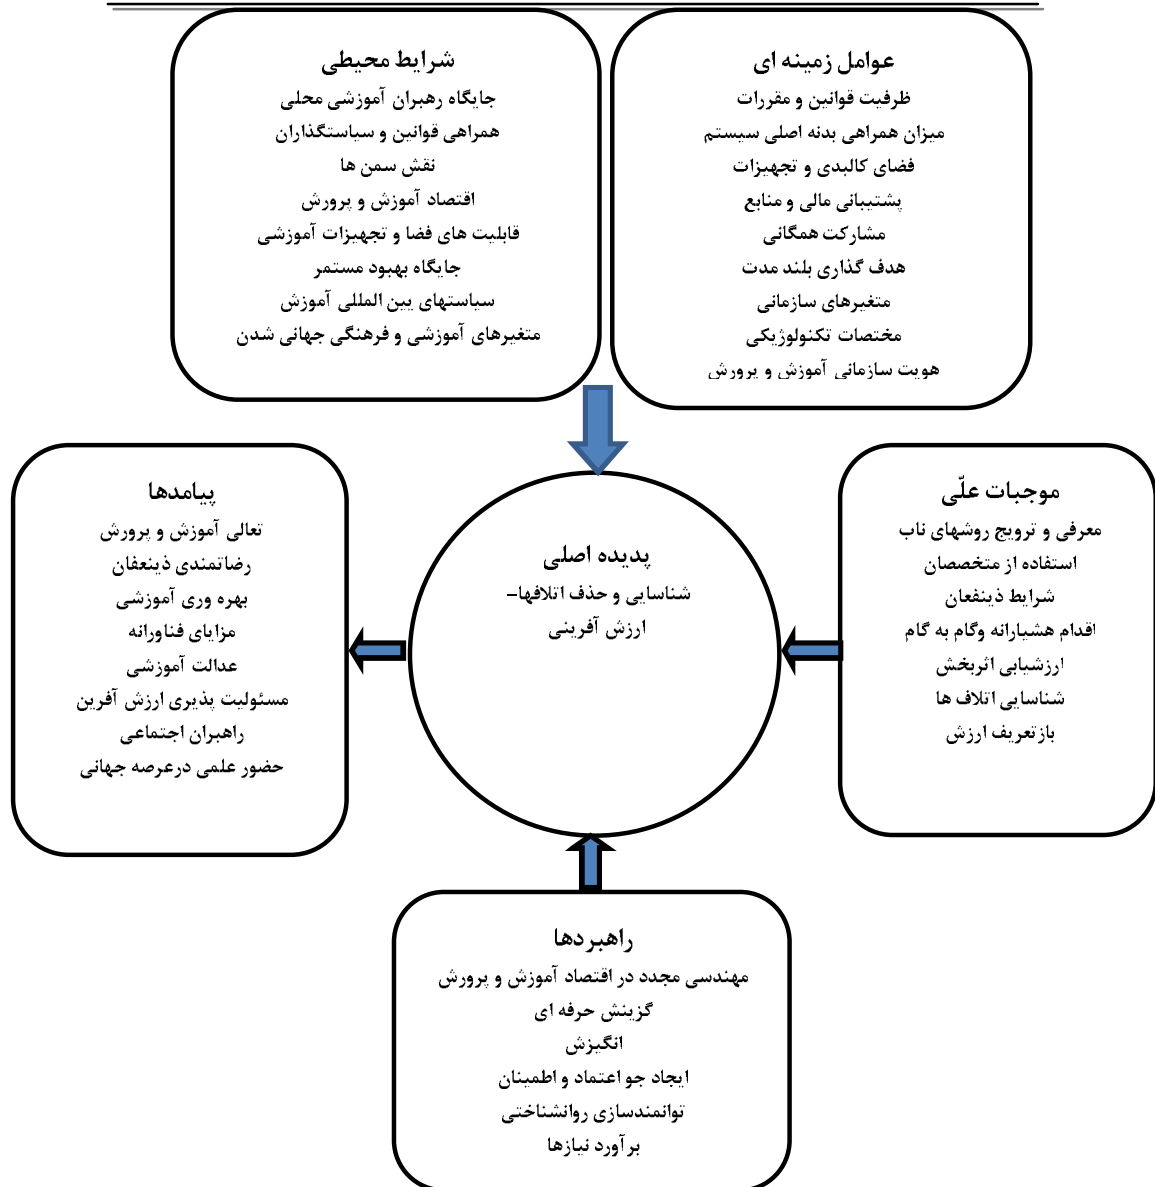 عوامل زمینه ای
ظرفیت قوانین و مقررات
میزان همراهی بدنه اصلی سیستم
فضای کالبدی و تجهیزات
پشتیبانی مالی و منابع
مشارکت همگانی
هدف گذاری بلند مدت
متغیرهای سازمانی
مختصات تکنولوژیکی
هویت سازمانی آموزش و پرورش
شرایط محیطی
جایگاه رهبران آموزشی محلی
همراهی قوانین و سیاستگذاران
نقش سمن ها
اقتصاد آموزش و پرورش
قابلیت های فضا و تجهیزات آموزشی
جایگاه بهبود مستمر
سیاستهای بین المللی آموزش
متغیرهای آموزشی و فرهنگی جهانی شدن
موجبات علّی
معرفی و ترویج روشهای ناب
استفاده از متخصصان
شرایط ذینفعان
اقدام هشیارانه وگام به گام
ارزشیابی اثربخش
شناسایی اتلاف ها
بازتعریف ارزش
پدیده اصلی
شناسایی و حذف اتلافها–
ارزش آفرینی
پیامدها
تعالی آموزش و پرورش
رضاتمندی ذینعفان
بهره وری آموزشی
مزایای فناورانه
عدالت آموزشی
مسئولیت پذیری ارزش آفرین
راهبران اجتماعی
حضور علمی درعرصه جهانی
راهبردها
مهندسی مجدد در اقتصاد آموزش و پرورش
گزینش حرفه ای
انگیزش
ایجاد جو اعتماد و اطمینان
توانمندسازی روانشناختی
برآورد نیازها